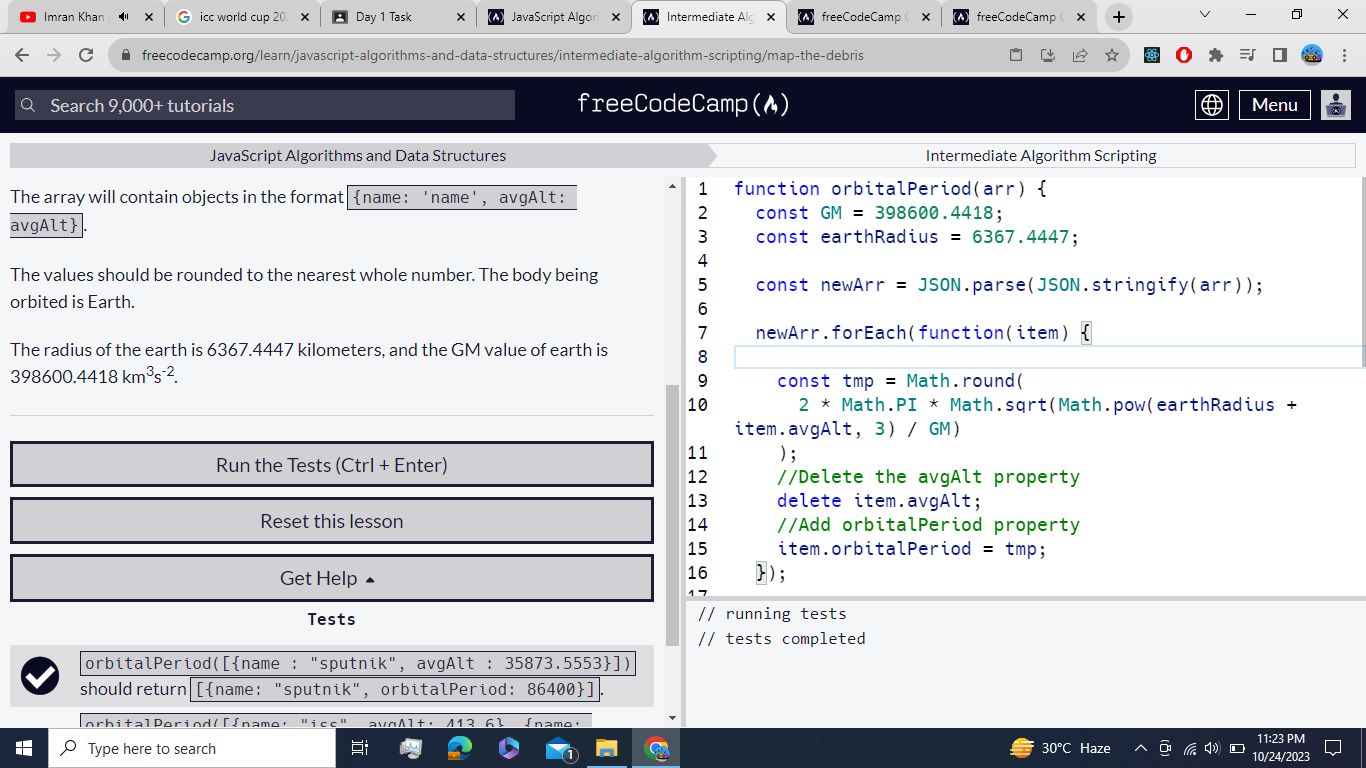 Imran Khan
icc world cup 20
Day 1 Task
JavaScript Algori
Intermediate Alg
freeCodeCamp C
freeCodeCamp C
freecodecamp.org/learn/javascript-algorithms-and-data-structures/intermediate-algorithm-scripting/map-the-debris
Search 9,000+ tutorials
freeCodeCamp
Menu
JavaScript Algorithms and Data Structures
Intermediate Algorithm Scripting
The array will contain objects in the format {name: 'name', avgAlt:
avgAlt}.
The values should be rounded to the nearest whole number. The body being
orbited is Earth.
The radius of the earth is 6367.4447 kilometers, and the GM value of earth is
398600.4418 km3s-2.
Run the Tests (Ctrl + Enter)
Reset this lesson
Get Help
Tests
orbitalPeriod([{name : "sputnik", avgAlt : 35873.5553}])
should return [{name: "sputnik", orbitalPeriod: 86400}].
orbitalPeriod([{name: "iss", avgAlt: 413.6}, {name:
1 function orbitalPeriod(arr) {
2 const GM = 398600.4418;
3 const earthRadius = 6367.4447;
4
5 const newArr = JSON.parse(JSON.stringify(arr));
6
7 newArr.forEach(function(item) {
8
9 const tmp = Math.round(
10 2 * Math.PI * Math.sqrt(Math.pow(earthRadius +
item.avgAlt, 3) / GM)
11 );
12 //Delete the avgAlt property
13 delete item.avgAlt;
14 //Add orbitalPeriod property
15 item.orbitalPeriod = tmp;
16 });
17
// running tests
// tests completed
Type here to search
1
30°C Haze
11:23 PM
10/24/2023